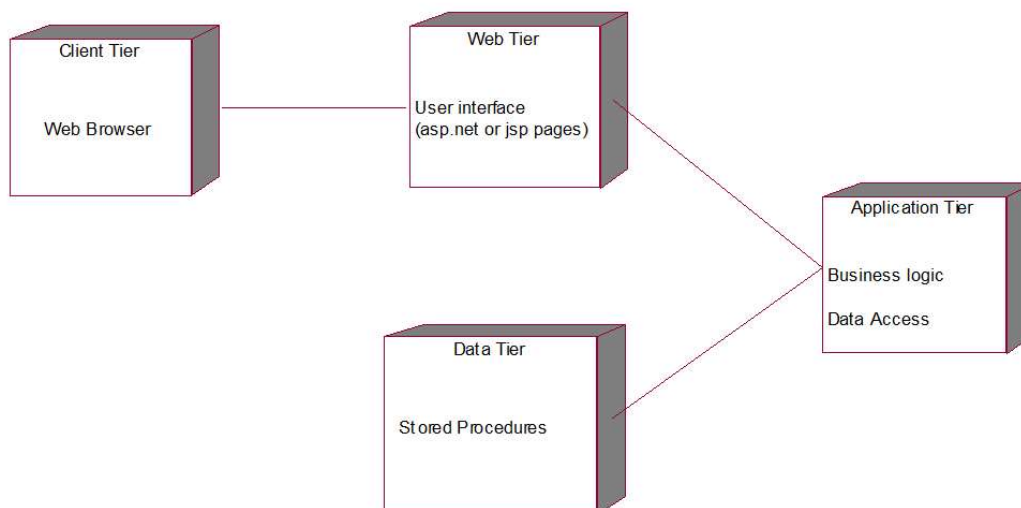 Client Tier
Web Browser
Web Tier
User interface
(asp.net or jsp pages)
Application Tier
Business logic
Data Access
Data Tier
Stored Procedures